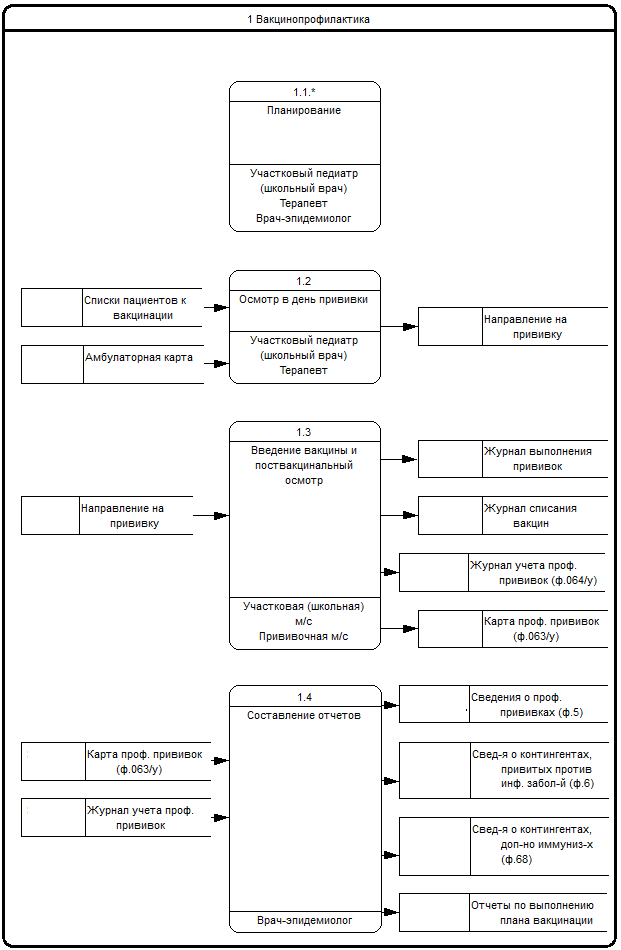 1 Вакцинопрофилактика
1.1.*
Планирование
Участковый педиатр
(школьный врач)
Терапевт
Врач-эпидемиолог
1.2
Осмотр в день прививки
Участковый педиатр
(школьный врач)
Терапевт
Списки пациентов к
вакцинации
Амбулаторная карта
Направление на
прививку
1.3
Введение вакцины и
поствакцинальный
осмотр
Участковая (школьная)
м/с
Прививочная м/с
Направление на
прививку
Журнал выполнения
прививок
Журнал списания
вакцин
Журнал учета проф.
прививок (ф.064/у)
Карта проф. прививок
(ф.063/у)
1.4
Составление отчетов
Врач-эпидемиолог
Карта проф. прививок
(ф.063/у)
Журнал учета проф.
прививок
Сведения о проф.
прививках (ф.5)
Свед-я о контингентах,
привитых против
инф. забол-й (ф.6)
Свед-я о контингентах,
доп-но иммуниз-х
(ф.68)
Отчеты по выполнению
плана вакцинации